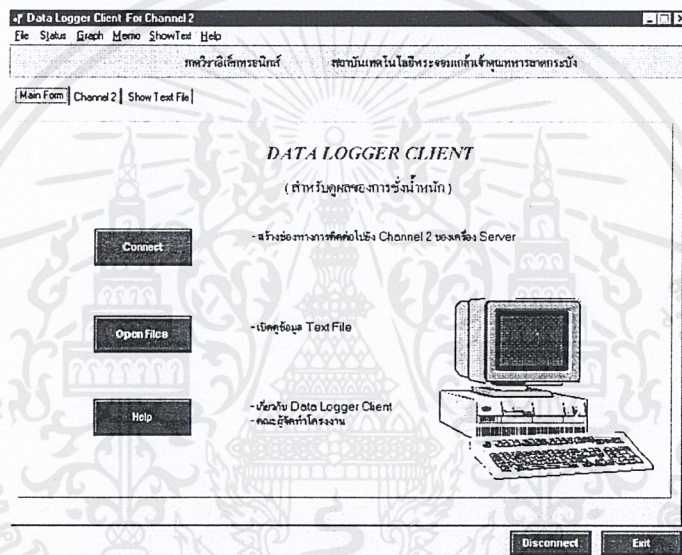 Data Logger Client For Channel 2
File Status Graph Memo ShowText Help
ภาควิชาอิเล็กทรอนิกส์ สถาบันเทคโนโลยีพระจอมเกล้าเจ้าคุณทหารลาดกระบัง
Main Form Channel 2 Show Text File
DATA LOGGER CLIENT
( สำหรับดูผลของการชั่งน้ำหนัก )
Connect
- สร้างช่องทางการติดต่อไปยัง Channel 2 ของเครื่อง Server
Open Files
- เปิดดูข้อมูล Text File
Help
- เกี่ยวกับ Data Logger Client
- คณะผู้จัดทำโครงงาน
Disconnect Exit